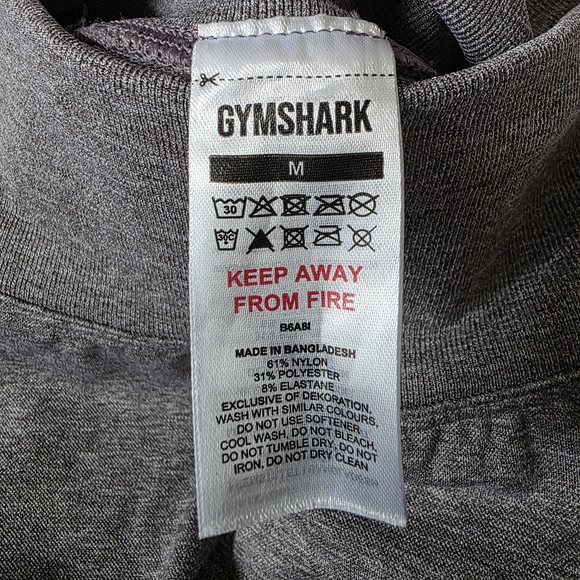 GYMSHARK
M
30
30°C
KEEP AWAY
FROM FIRE
B6A8I
MADE IN BANGLADESH
61% NYLON
31% POLYESTER
8% ELASTANE
EXCLUSIVE OF DEKORATION,
WASH WITH SIMILAR COLOURS,
DO NOT USE SOFTENER
COOL WASH, DO NOT BLEACH,
DO NOT TUMBLE DRY, DO NOT
IRON, DO NOT DRY CLEAN